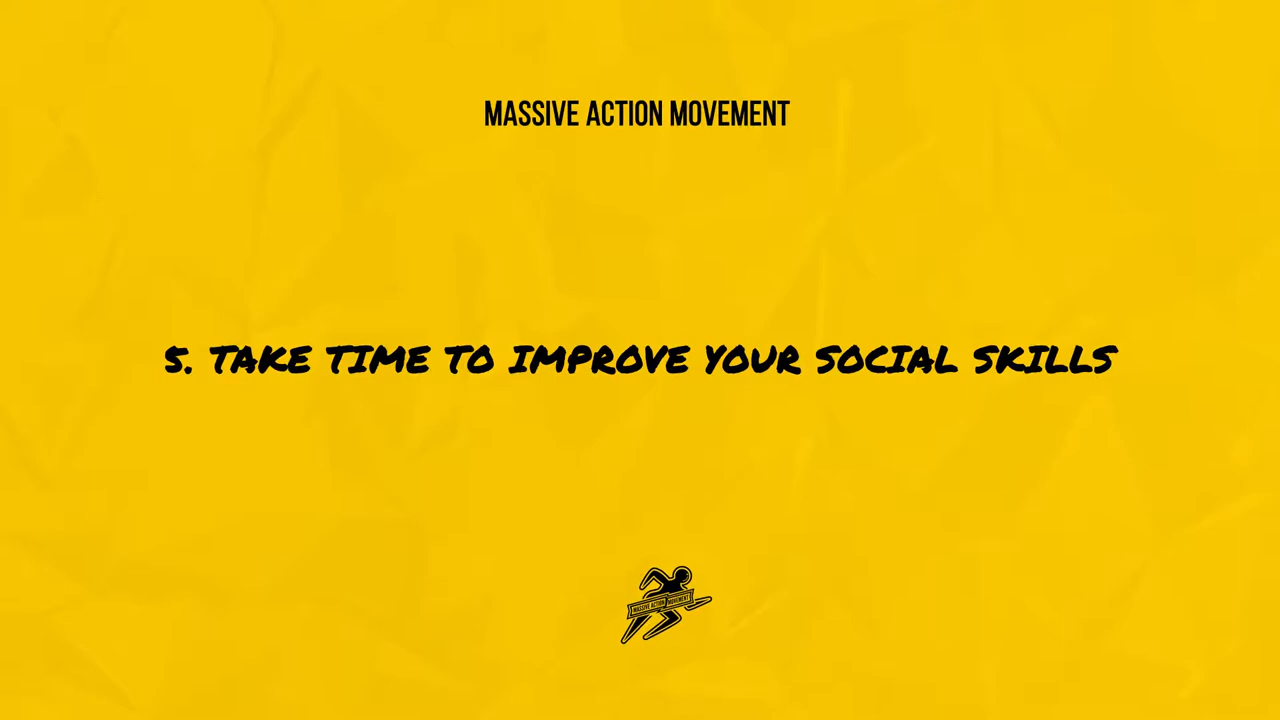 MASSIVE ACTION MOVEMENT
5. TAKE TIME TO IMPROVE YOUR SOCIAL SKILLS
MASSIVE ACTION MOVEMENT